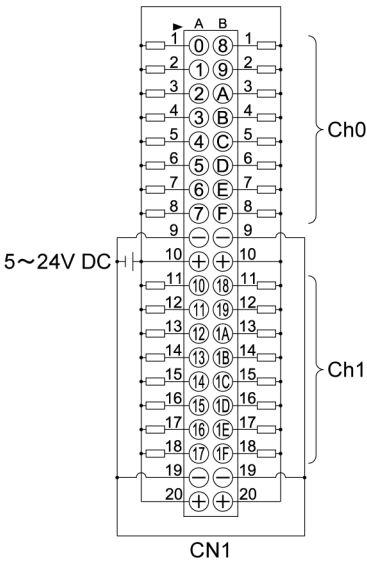 A B
1 0 8 1
2 1 9 2
3 2 A 3
4 3 B 4
5 4 C 5
6 5 D 6
7 6 E 7
8 7 F 8
Ch0
9 − − 9
5～24V DC
10 + + 10
11 10 18 11
12 11 19 12
13 12 1A 13
14 13 1B 14
15 14 1C 15
16 15 1D 16
17 16 1E 17
18 17 1F 18
Ch1
19 − − 19
20 + + 20
CN1